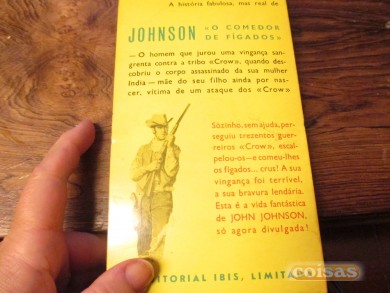 A história fabulosa, mas real de
JOHNSON «O COMEDOR
DE FÍGADOS»
— O homem que jurou uma vingança san-
grenta contra a tribo «Crow», quando des-
cobriu o corpo assassinado da sua mulher
India — mãe do seu filho ainda por nas-
cer, vítima de um ataque dos «Crow»
Sózinho, sem ajuda, per-
seguiu trezentos guer-
reiros «Crow», escal-
pelou-os — e comeu-lhes
os fígados... crus! A sua
vingança foi terrível,
a sua bravura lendária.
Esta é a vida fantástica
de JOHN JOHNSON,
só agora divulgada!
ITORIAL IBIS, LIMITA
coisas